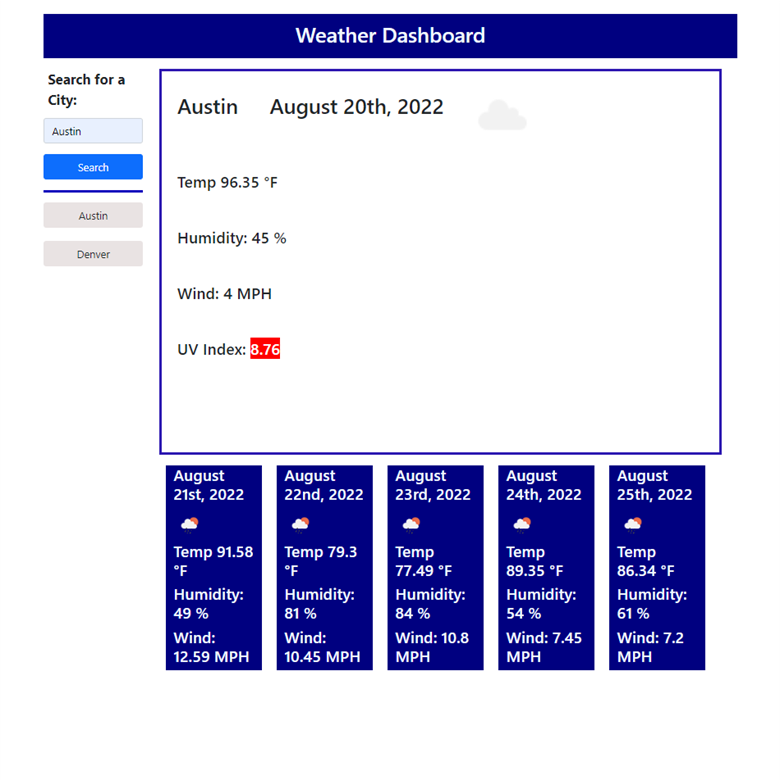 Weather Dashboard
Search for a
City:
Austin
Search
Austin
Denver
Austin August 20th, 2022
Temp 96.35 °F
Humidity: 45 %
Wind: 4 MPH
UV Index: 8.76
August
21st, 2022
Temp 91.58
°F
Humidity:
49 %
Wind:
12.59 MPH
August
22nd, 2022
Temp 79.3
°F
Humidity:
81 %
Wind:
10.45 MPH
August
23rd, 2022
Temp
77.49 °F
Humidity:
84 %
Wind: 10.8
MPH
August
24th, 2022
Temp
89.35 °F
Humidity:
54 %
Wind: 7.45
MPH
August
25th, 2022
Temp
86.34 °F
Humidity:
61 %
Wind: 7.2
MPH